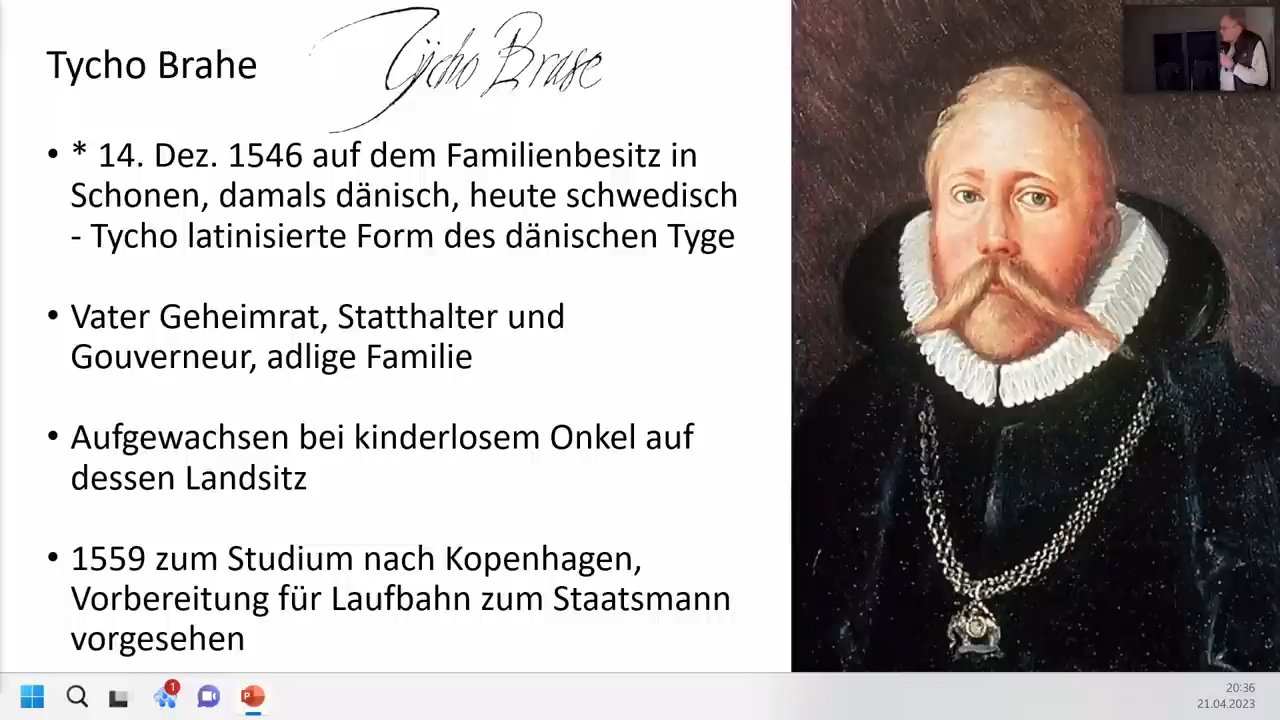 Tycho Brahe
Tÿcho Brahe
• * 14. Dez. 1546 auf dem Familienbesitz in
Schonen, damals dänisch, heute schwedisch
- Tycho latinisierte Form des dänischen Tyge
• Vater Geheimrat, Statthalter und
Gouverneur, adlige Familie
• Aufgewachsen bei kinderlosem Onkel auf
dessen Landsitz
• 1559 zum Studium nach Kopenhagen,
Vorbereitung für Laufbahn zum Staatsmann
vorgesehen
1
P
20:36
21.04.2023